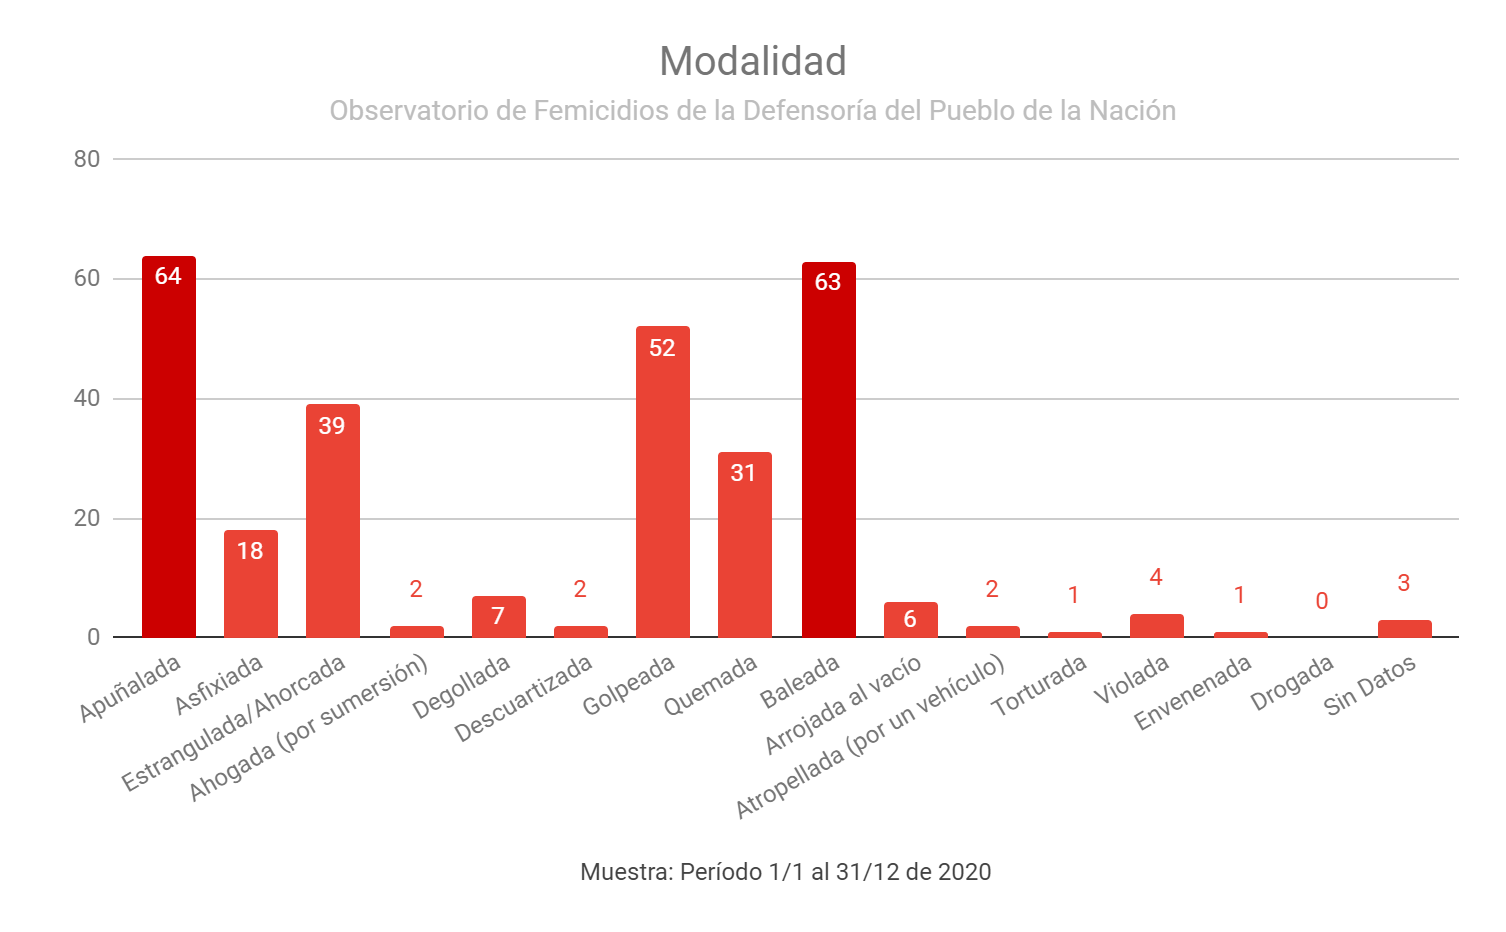 Modalidad
Observatorio de Femicidios de la Defensoría del Pueblo de la Nación
80
60
40
20
0
64
18
39
2
7
2
52
31
63
6
2
1
4
1
0
3
Apuñalada
Asfixiada
Estrangulada/Ahorcada
Ahogada (por sumersión)
Degollada
Descuartizada
Golpeada
Quemada
Baleada
Arrojada al vacío
Atropellada (por un vehículo)
Torturada
Violada
Envenenada
Drogada
Sin Datos
Muestra: Período 1/1 al 31/12 de 2020